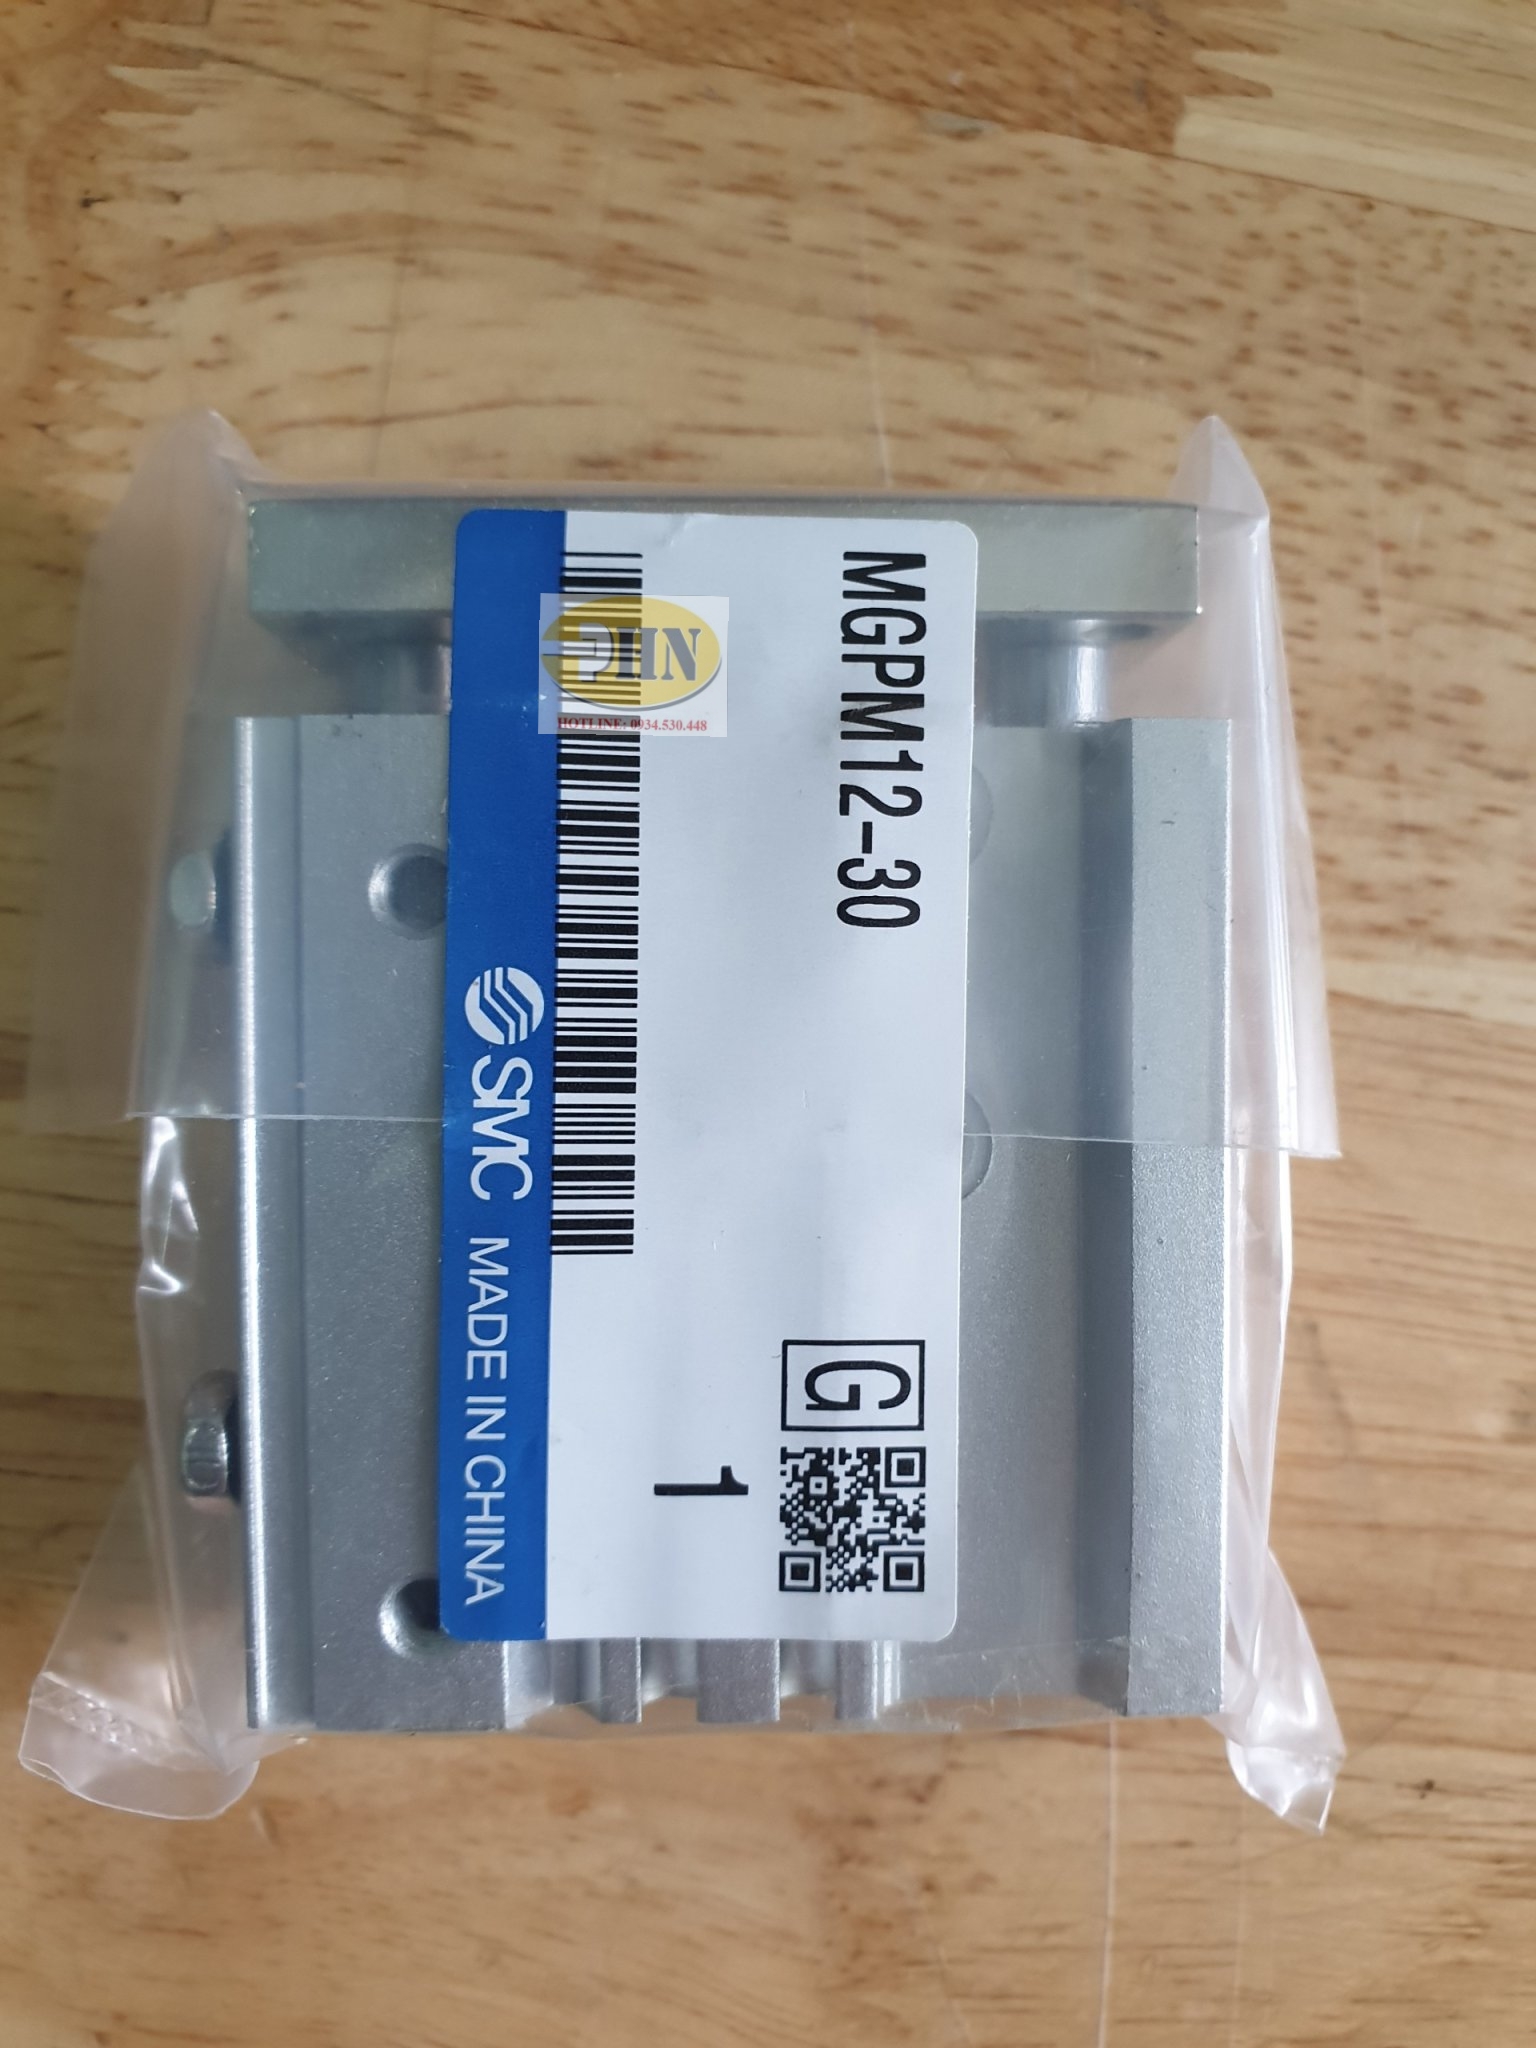 MGPM12-30
G
1
SMC MADE IN CHINA
PHN
HOTLINE: 0934.530.448